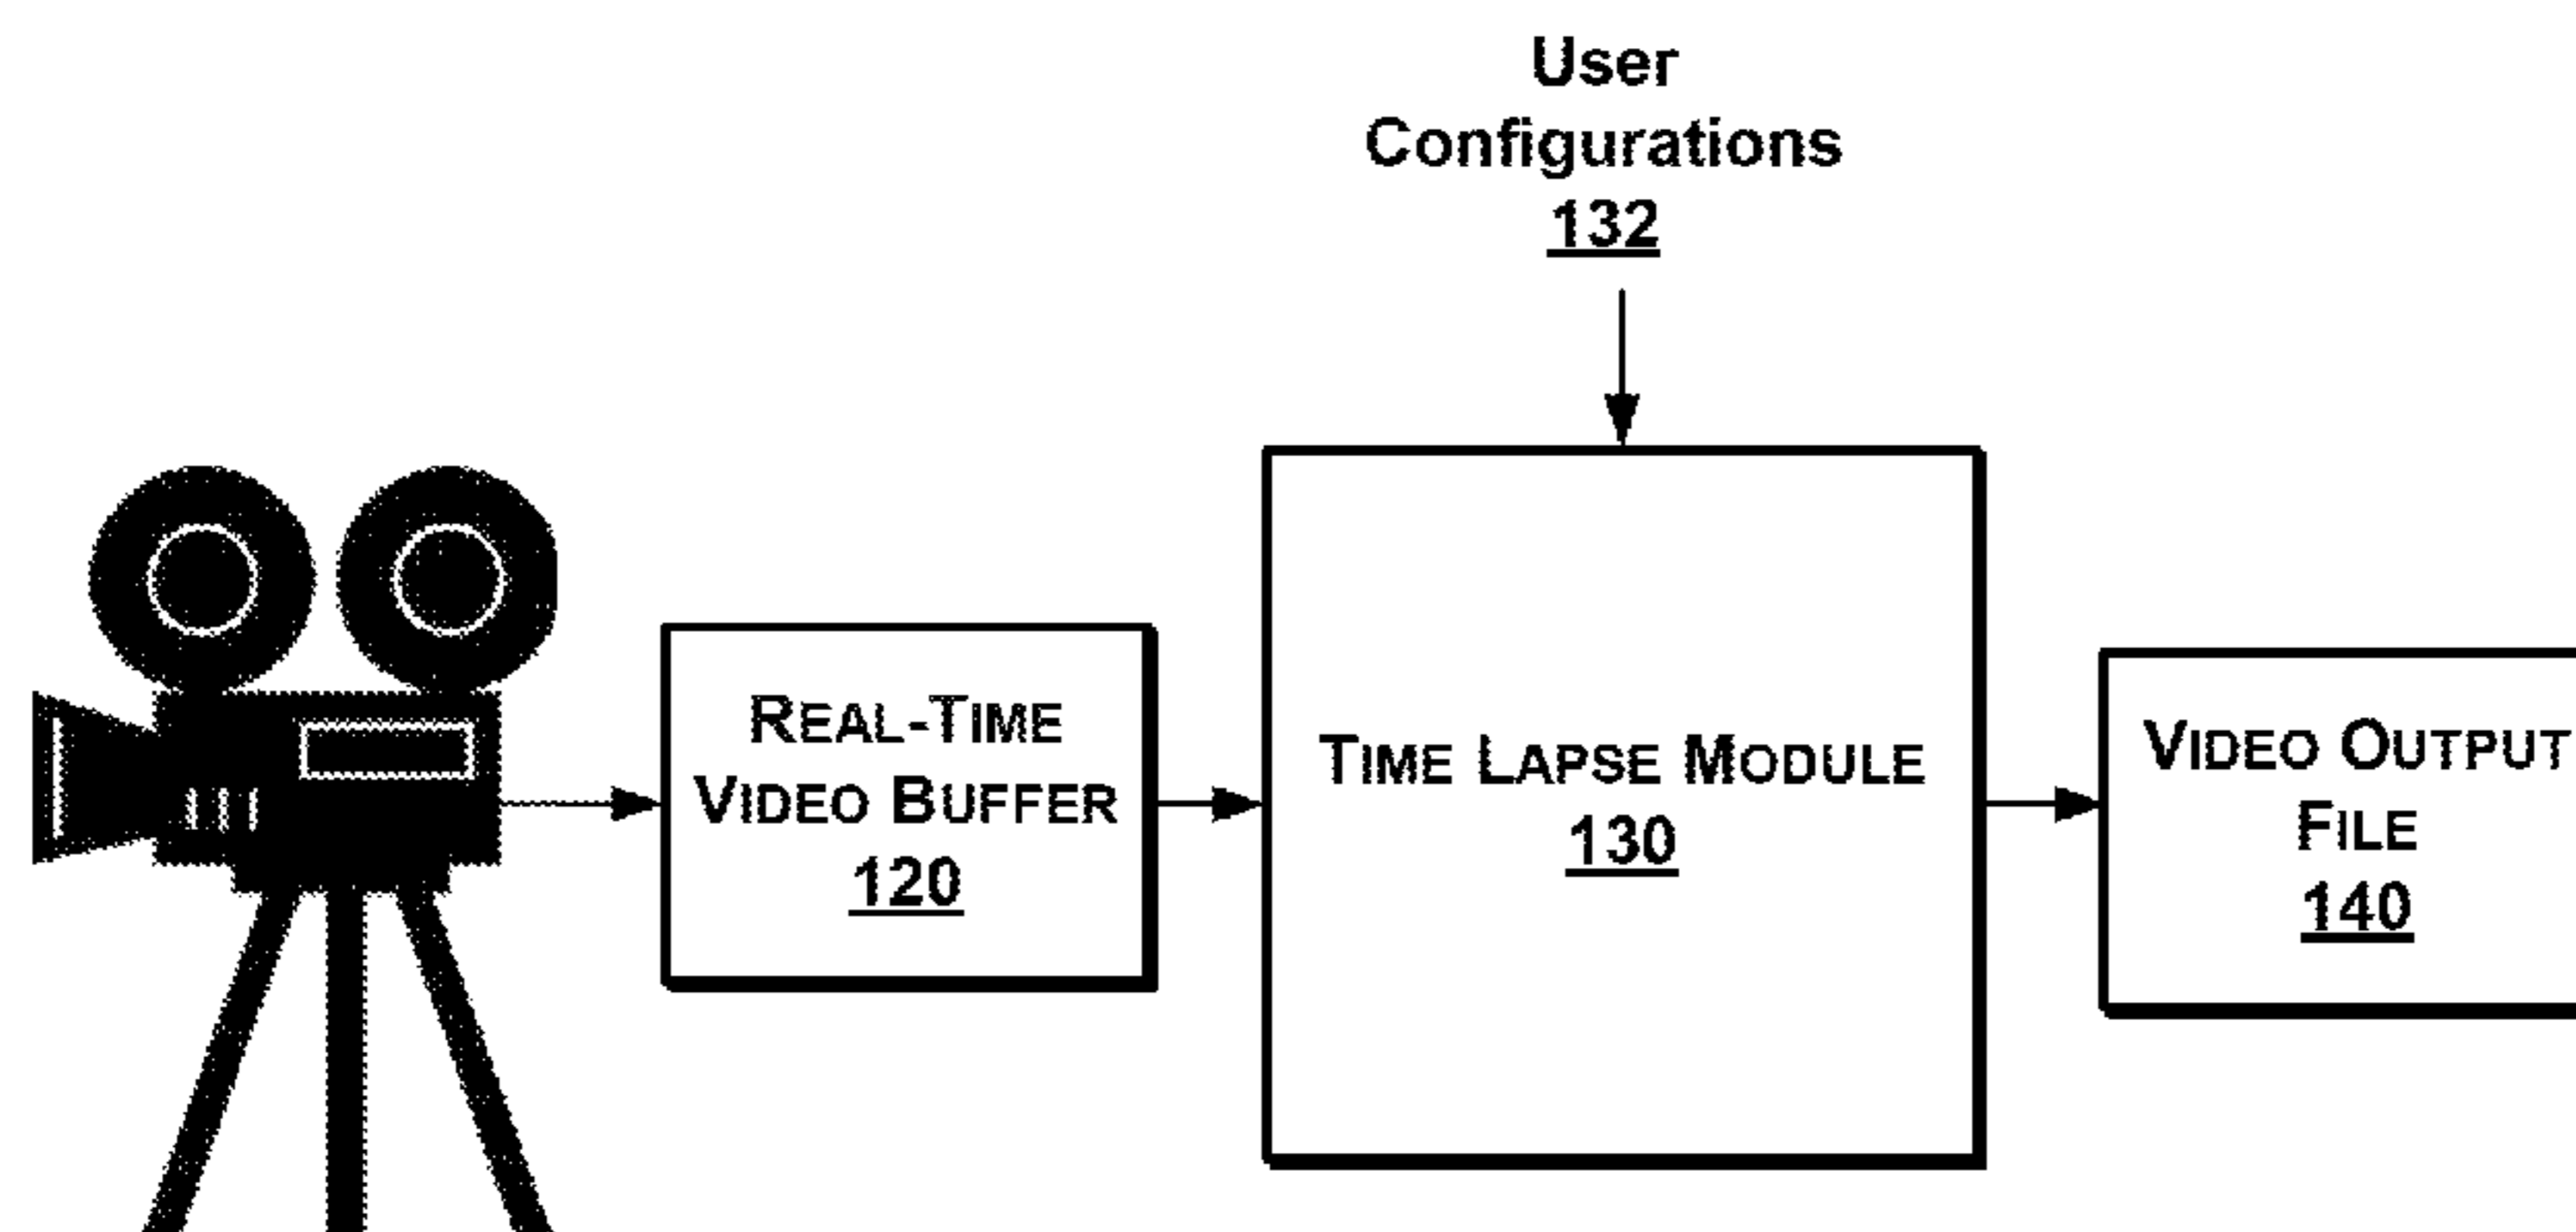 User
Configurations
132
REAL-TIME
VIDEO BUFFER
120
TIME LAPSE MODULE
130
VIDEO OUTPUT
FILE
140